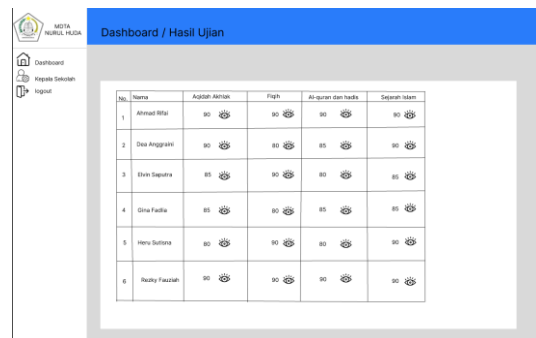 MDTA
NURUL HUDA
Dashboard / Hasil Ujian
Dashboard
Kepala Sekolah
logout
No. Nama Aqidah Akhlak Fiqih Al-quran dan hadis Sejarah Islam
1 Ahmad Rifai 80 90 90 90
2 Dea Anggraini 80 80 85 90
3 Elvin Saputra 85 90 80 85
4 Gina Fadlia 85 80 85 85
5 Heru Sutisna 80 90 80 90
6 Rezky Fauziah 90 90 90 90